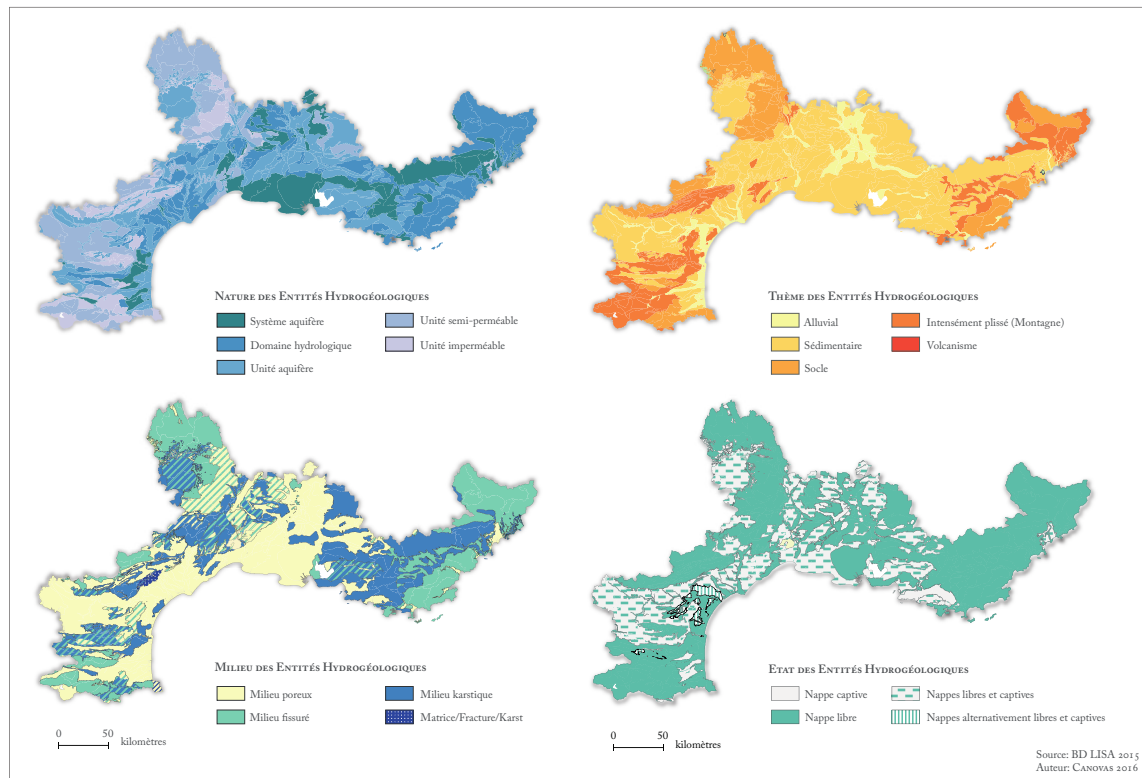 NATURE DES ENTITÉS HYDROGÉOLOGIQUES
Système aquifère
Domaine hydrologique
Unité aquifère
Unité semi-perméable
Unité imperméable
THÈME DES ENTITÉS HYDROGÉOLOGIQUES
Alluvial
Sédimentaire
Socle
Intensément plissé (Montagne)
Volcanisme
MILIEU DES ENTITÉS HYDROGÉOLOGIQUES
Milieu poreux
Milieu fissuré
Milieu karstique
Matrice/Fracture/Karst
0 50 kilomètres
ETAT DES ENTITÉS HYDROGÉOLOGIQUES
Nappe captive
Nappe libre
Nappes libres et captives
Nappes alternativement libres et captives
0 50 kilomètres
Source: BD LISA 2015
Auteur: CANOVAS 2016